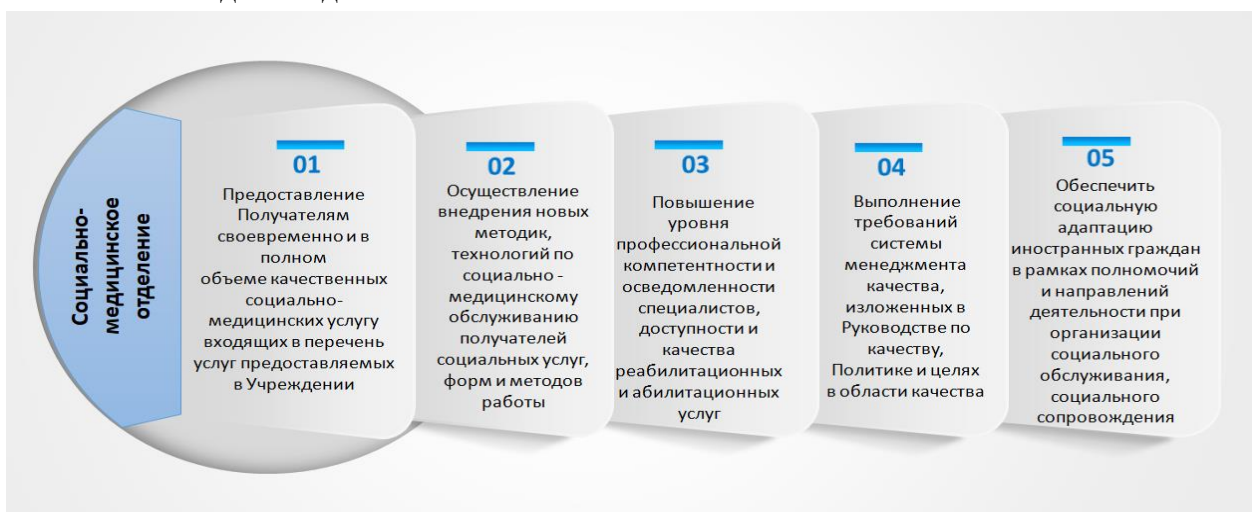 Социально-
медицинское
отделение
01
Предоставление
Получателям
своевременно и в
полном
объеме качественных
социально-
медицинских услугу
входящих в перечень
услуг предоставляемых
в Учреждении
02
Осуществление
внедрения новых
методик,
технологий по
социально -
медицинскому
обслуживанию
получателей
социальных услуг,
форм и методов
работы
03
Повышение
уровня
профессиональной
компетентности и
осведомленности
специалистов,
доступности и
качества
реабилитационных
и абилитационных
услуг
04
Выполнение
требований
системы
менеджмента
качества,
изложенных в
Руководстве по
качеству,
Политике и целях
в области качества
05
Обеспечить
социальную
адаптацию
иностранных граждан
в рамках полномочий
и направлений
деятельности при
организации
социального
обслуживания,
социального
сопровождения